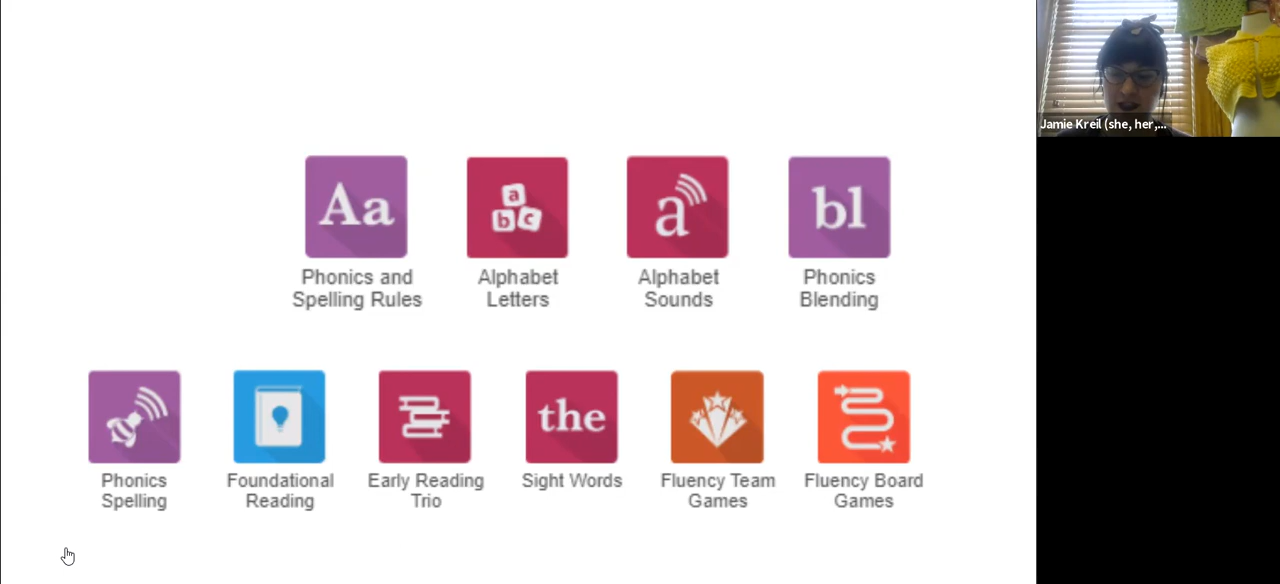 Aa
a
b c
a
bl
Phonics and
Spelling Rules
Alphabet
Letters
Alphabet
Sounds
Phonics
Blending
the
Phonics
Spelling
Foundational
Reading
Early Reading
Trio
Sight Words
Fluency Team
Games
Fluency Board
Games
Jamie Kreil (she, her,...